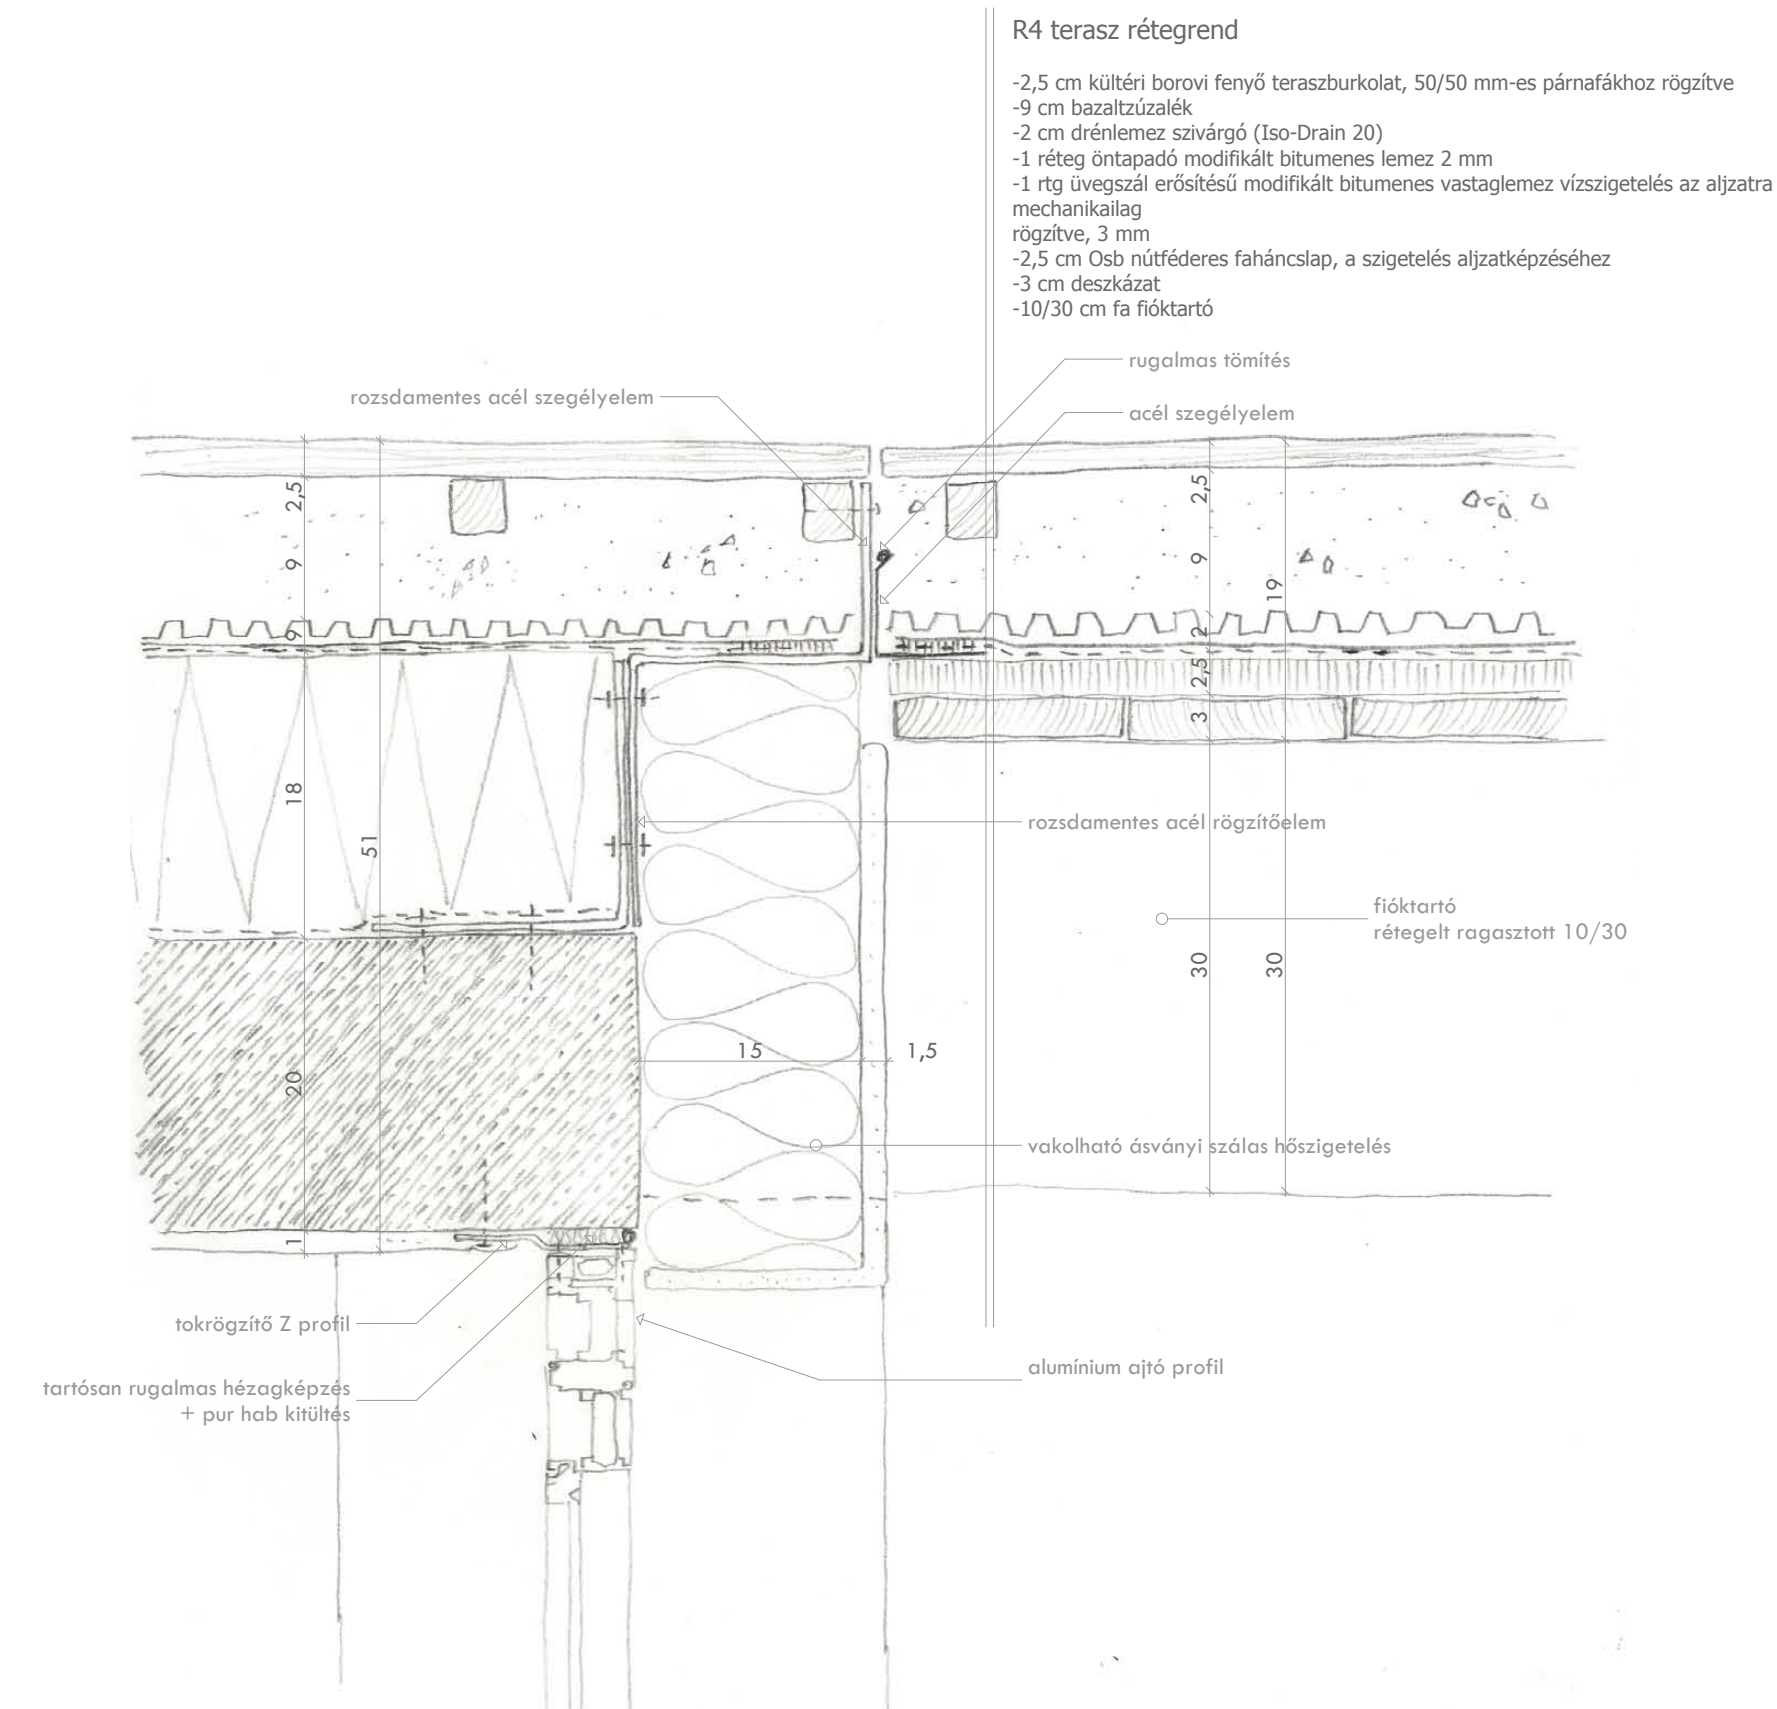 R4 terasz rétegrend
-2,5 cm kültéri borovi fenyő teraszburkolat, 50/50 mm-es párnafákhoz rögzítve
-9 cm bazaltzúzalék
-2 cm drénlemez szivárgó (Iso-Drain 20)
-1 réteg öntapadó modifikált bitumenes lemez 2 mm
-1 rtg üvegszál erősítésű modifikált bitumenes vastaglemez vízszigetelés az aljzatra
mechanikailag
rögzítve, 3 mm
-2,5 cm Osb nútféderes faháncslap, a szigetelés aljzatképzéséhez
-3 cm deszkázat
-10/30 cm fa fióktartó
rugalmas tömítés
rozsdamentes acél szegélyelem
acél szegélyelem
2,5
9
9
18
51
20
1
2,5
9
19
2
2,5
3
30
30
rozsdamentes acél rögzítőelem
fióktartó
rétegelt ragasztott 10/30
15
1,5
vakolható ásványi szálas hőszigetelés
tokrögzítő Z profil
alumínium ajtó profil
tartósan rugalmas hézagképzés
+ pur hab kitültés